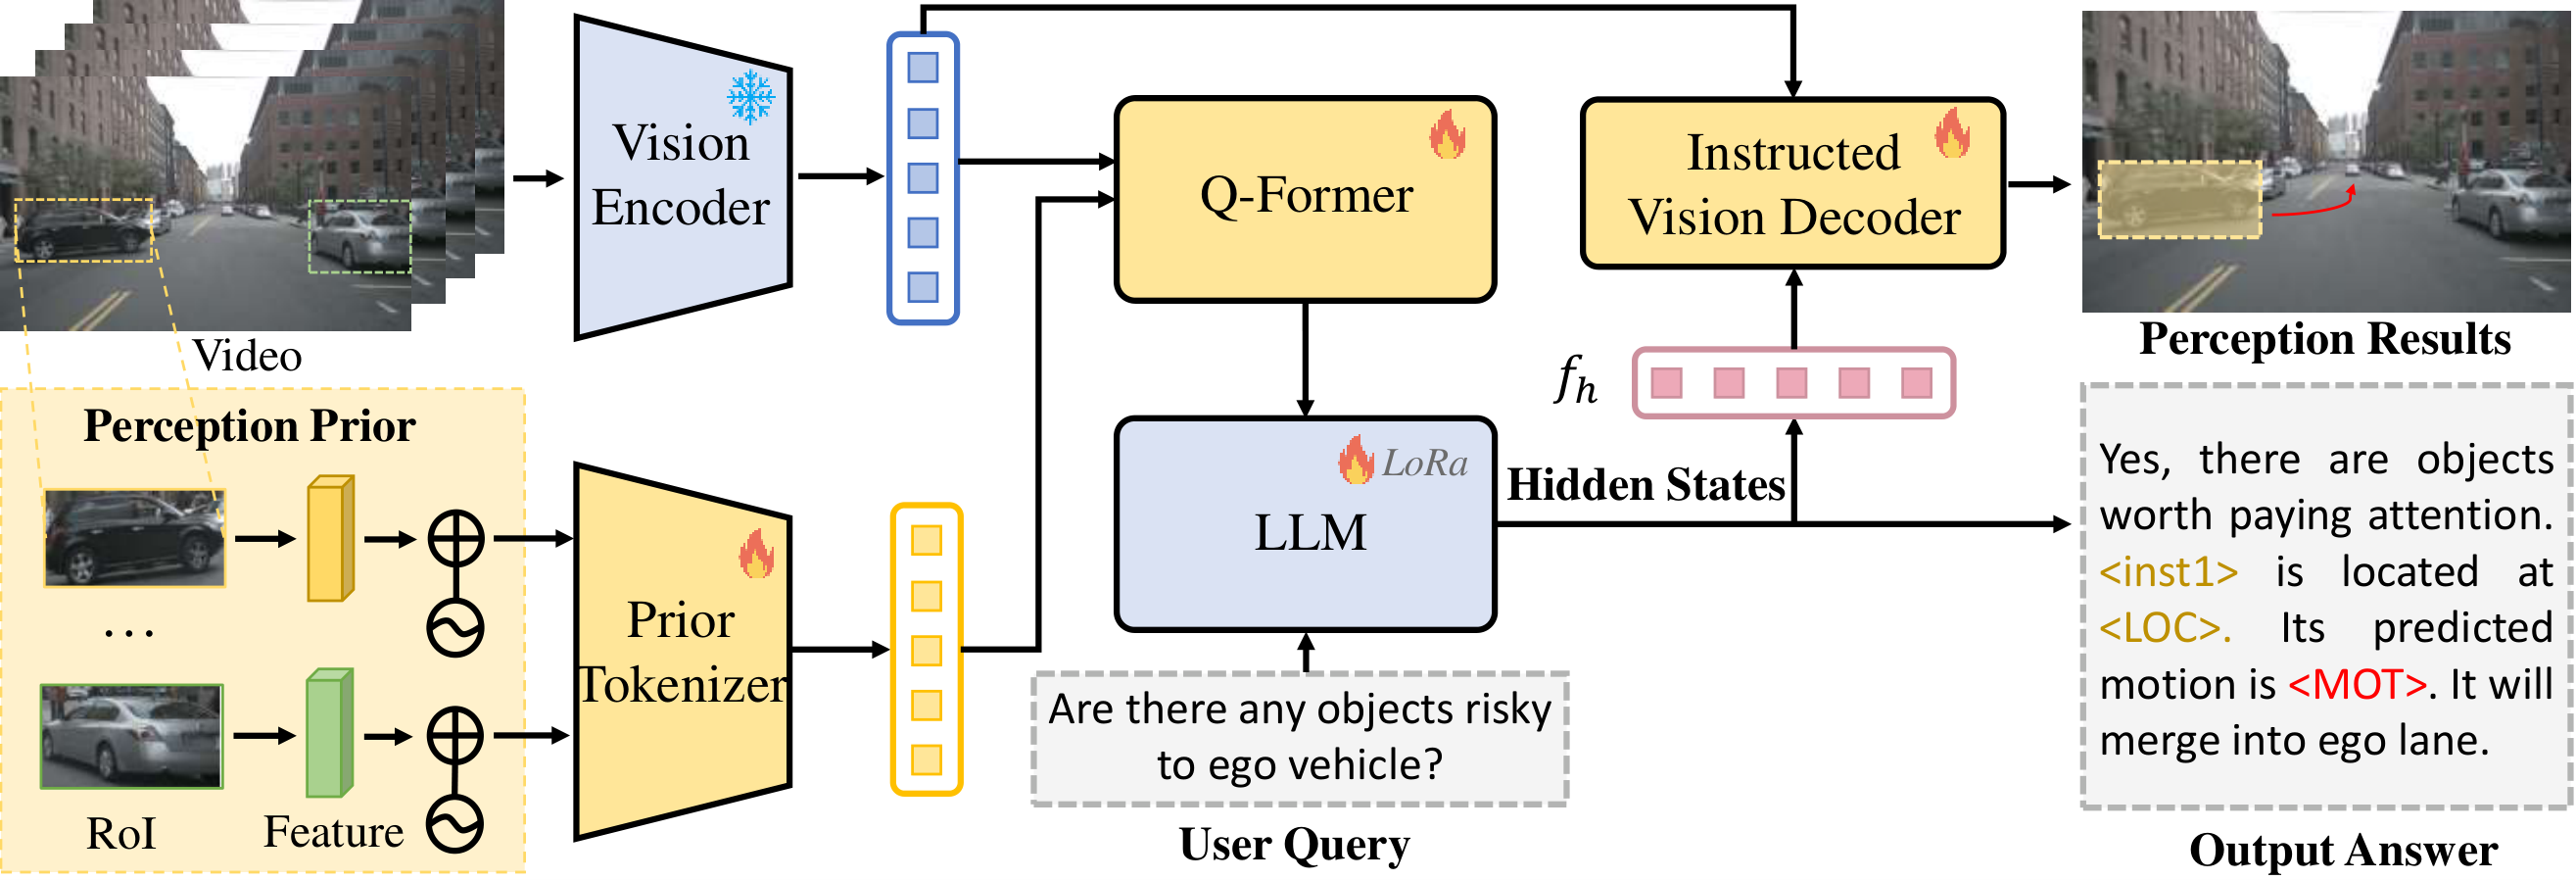 Video
Perception Prior
...
RoI
Feature
Vision
Encoder
Prior
Tokenizer
Q-Former
LoRa
LLM
Are there any objects risky
to ego vehicle?
User Query
Instructed
Vision Decoder
fh
Hidden States
Perception Results
Yes, there are objects
worth paying attention.
<inst1> is located at
<LOC>. Its predicted
motion is <MOT>. It will
merge into ego lane.
Output Answer